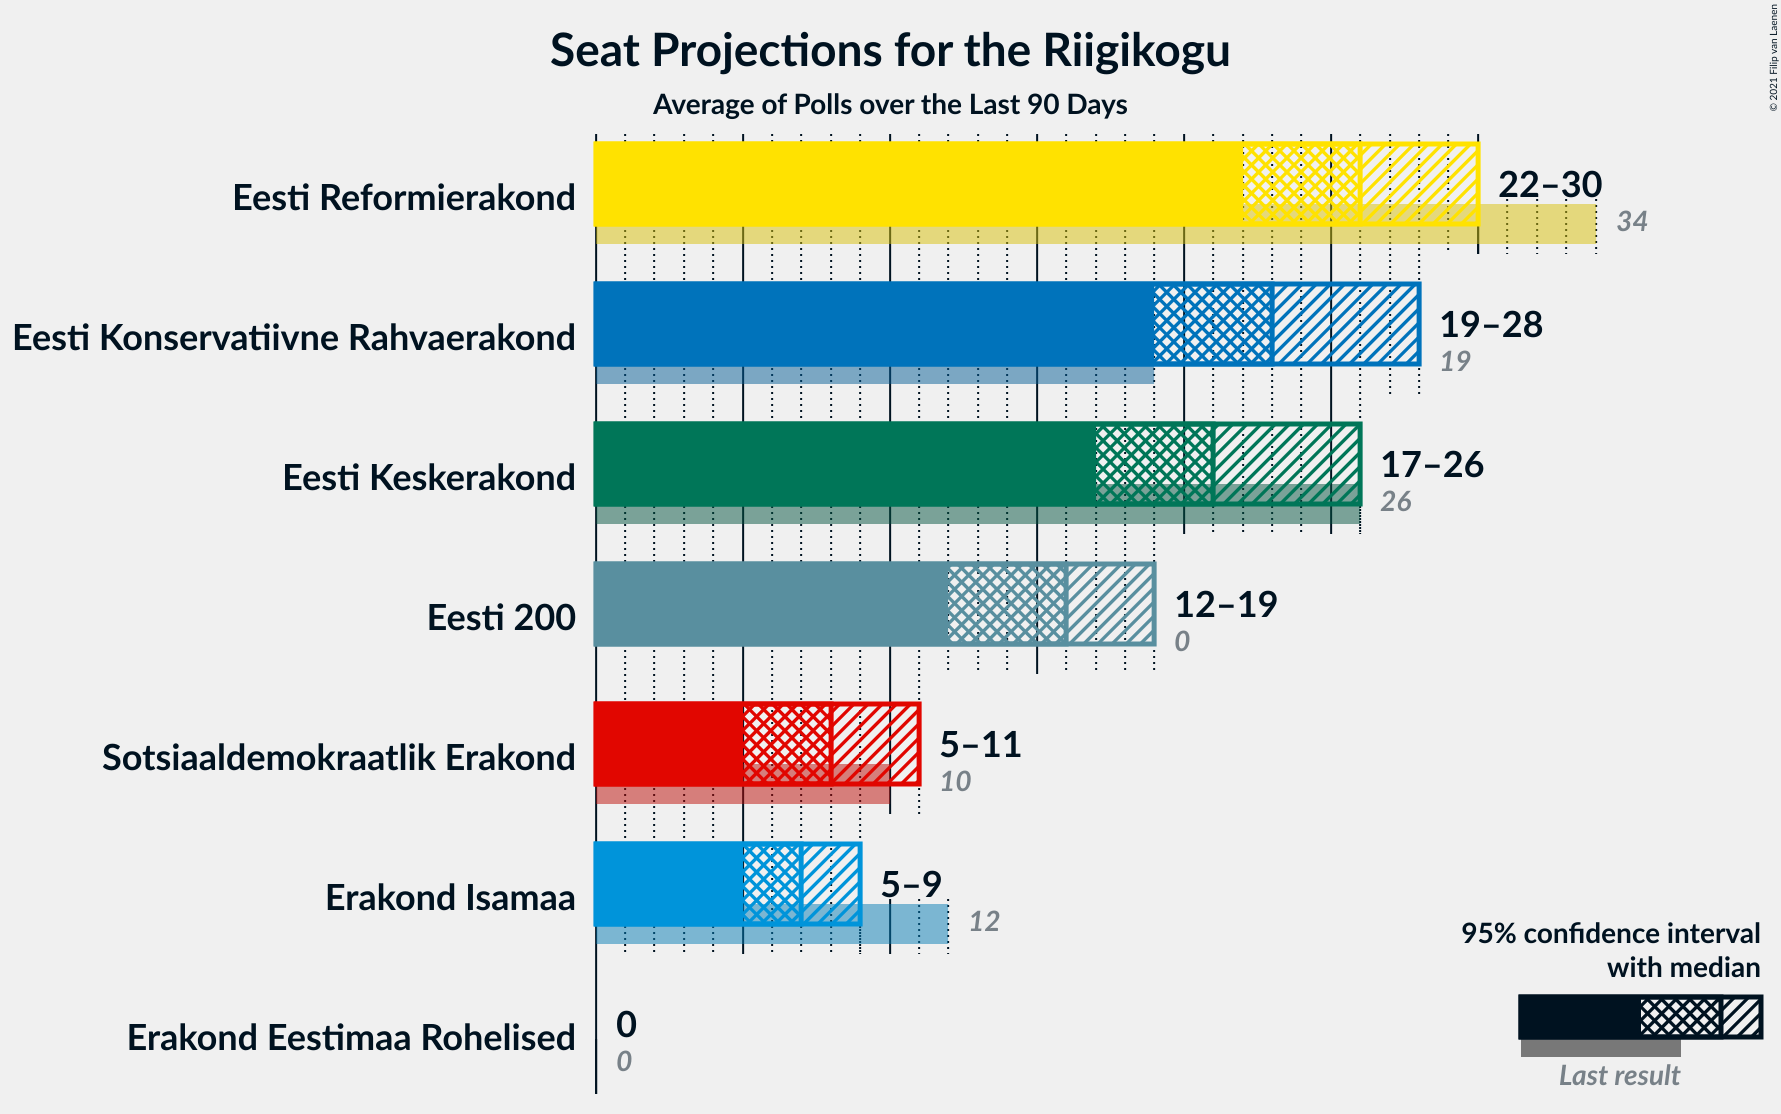 Seat Projections for the Riigikogu
Average of Polls over the Last 90 Days
© 2021 Filip van Laenen
Eesti Reformierakond
22–30
34
Eesti Konservatiivne Rahvaerakond
19–28
19
Eesti Keskerakond
17–26
26
Eesti 200
12–19
0
Sotsiaaldemokraatlik Erakond
5–11
10
Erakond Isamaa
5–9
12
Erakond Eestimaa Rohelised
0
0
95% confidence interval
with median
Last result